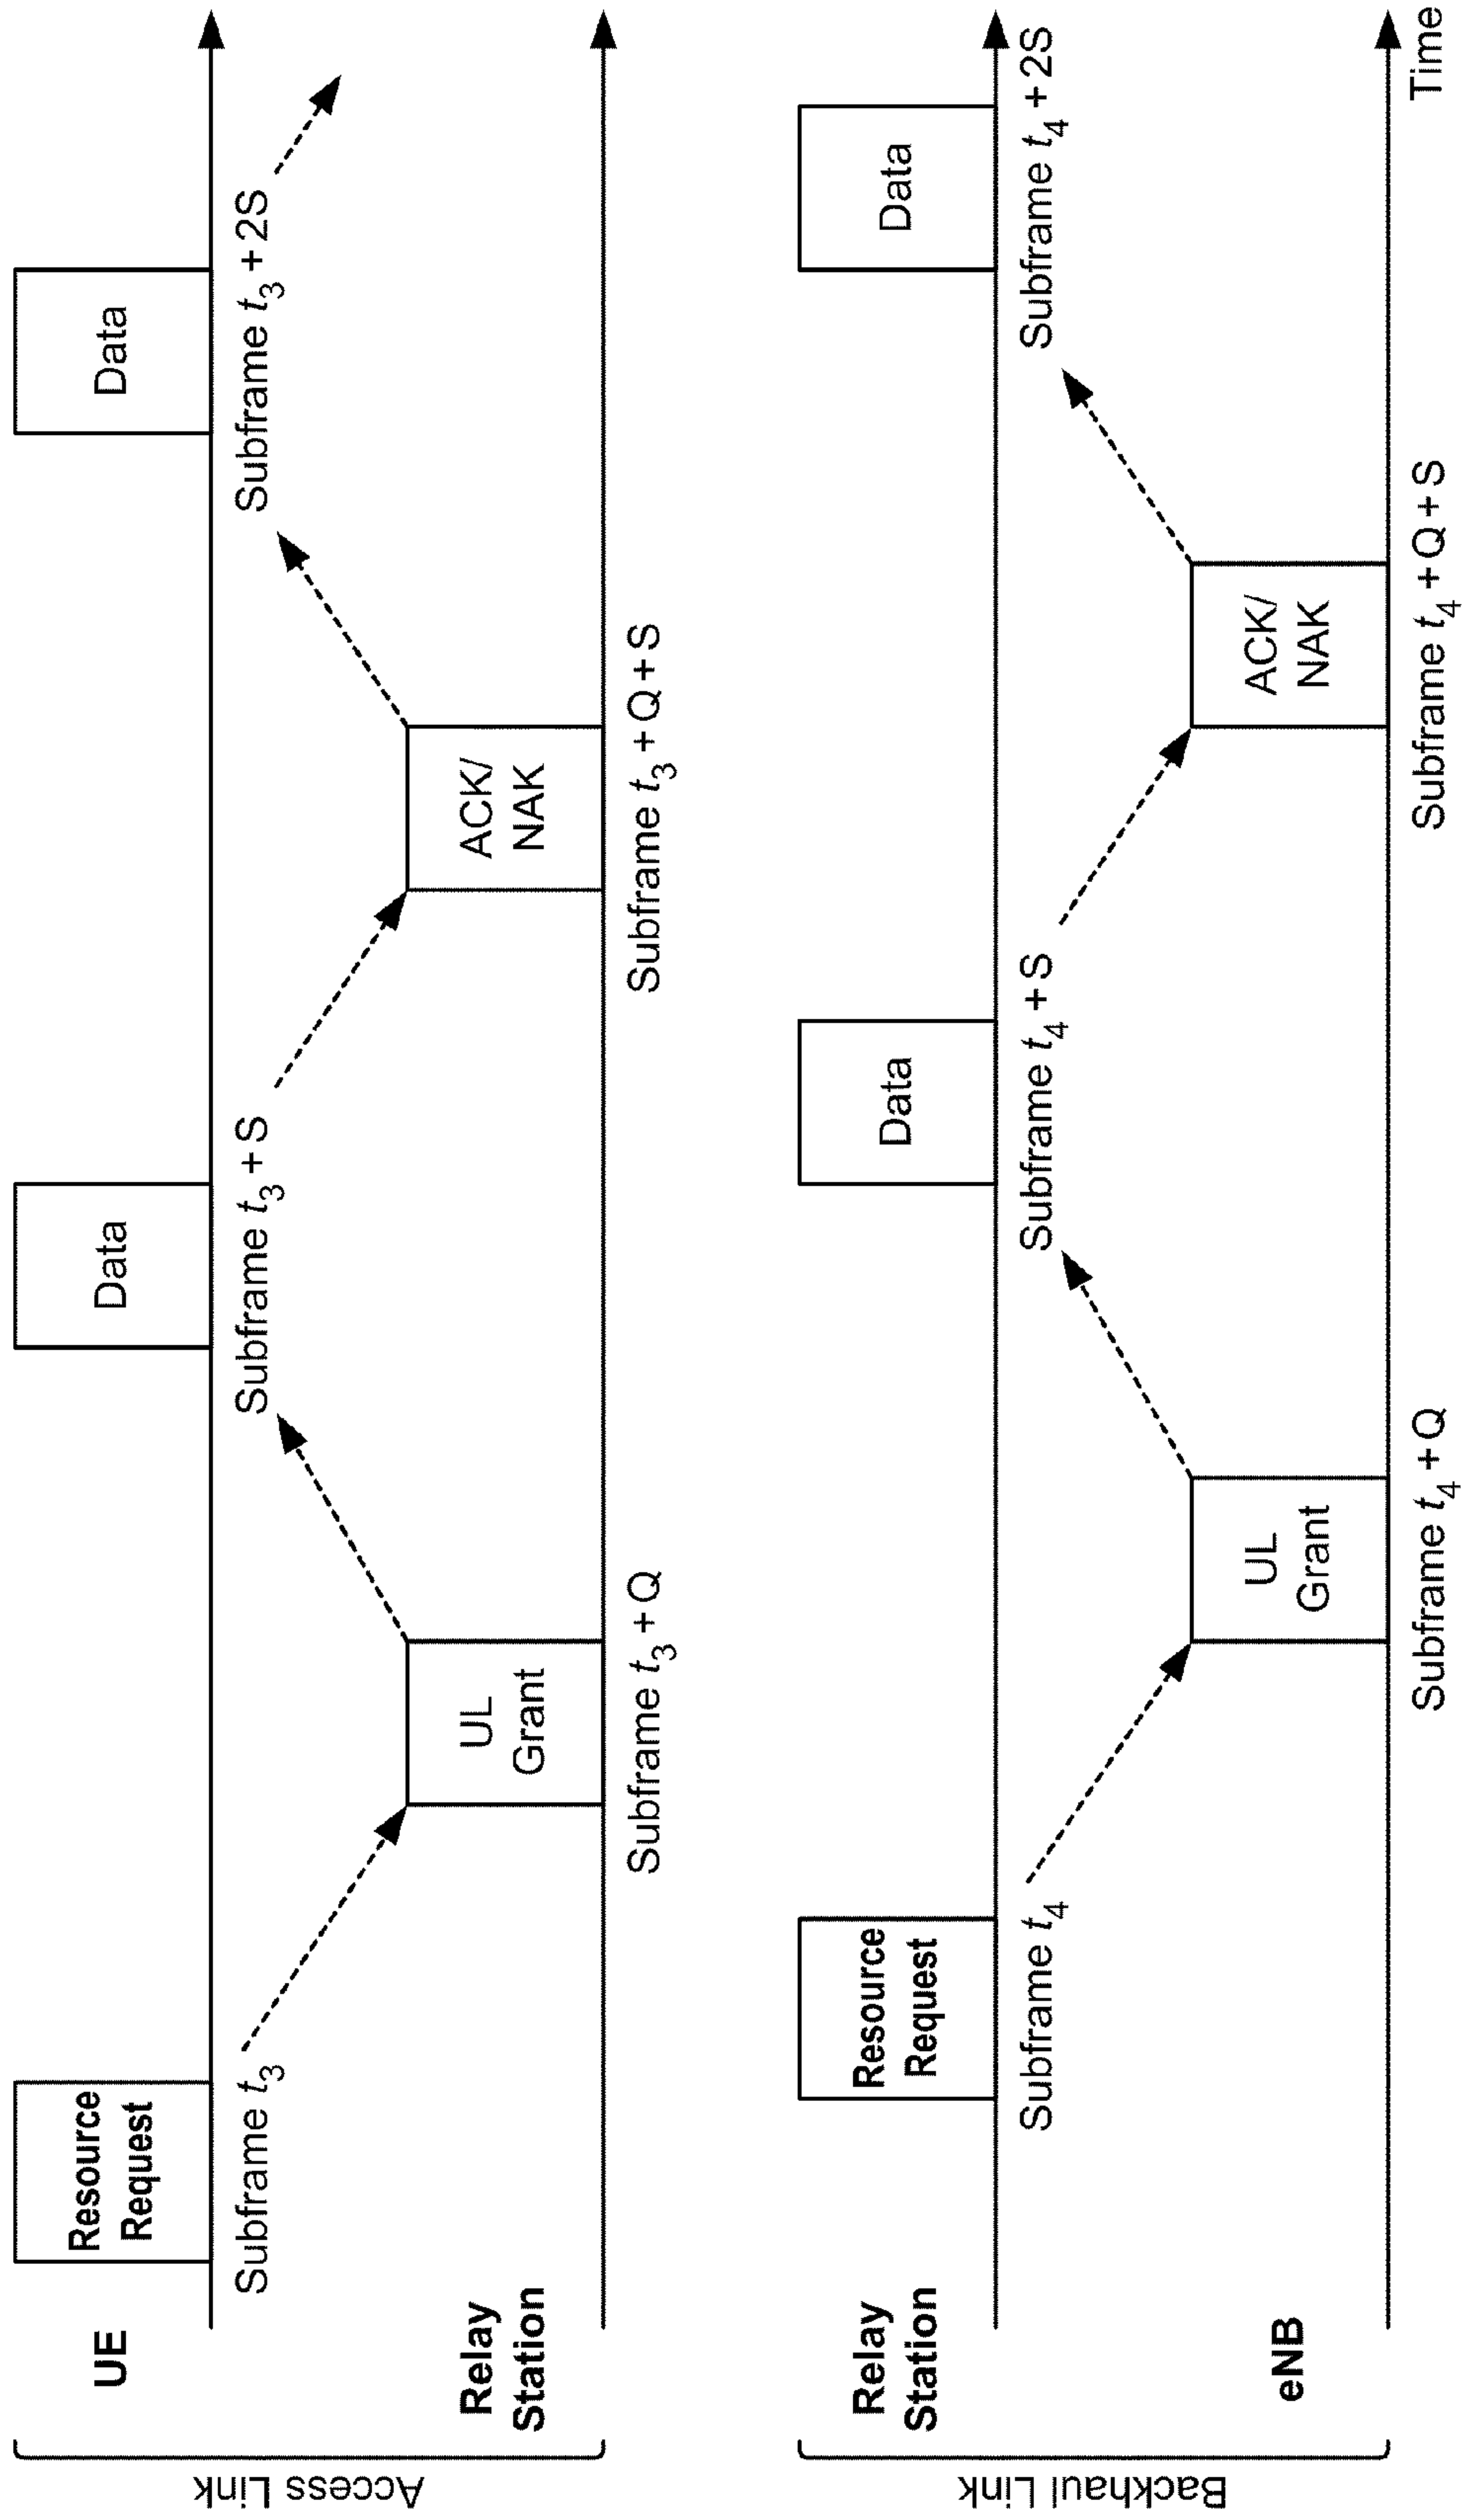 Access Link
UE
Resource
Request
Data
Data
Subframe t3
Subframe t3 + S
Subframe t3 + 2S
Relay
Station
UL
Grant
ACK/
NAK
Subframe t3 + Q
Subframe t3 + Q + S
Backhaul Link
Relay
Station
Resource
Request
Data
Data
Subframe t4
Subframe t4 + S
Subframe t4 + 2S
eNB
UL
Grant
ACK/
NAK
Subframe t4 + Q
Subframe t4 + Q + S
Time